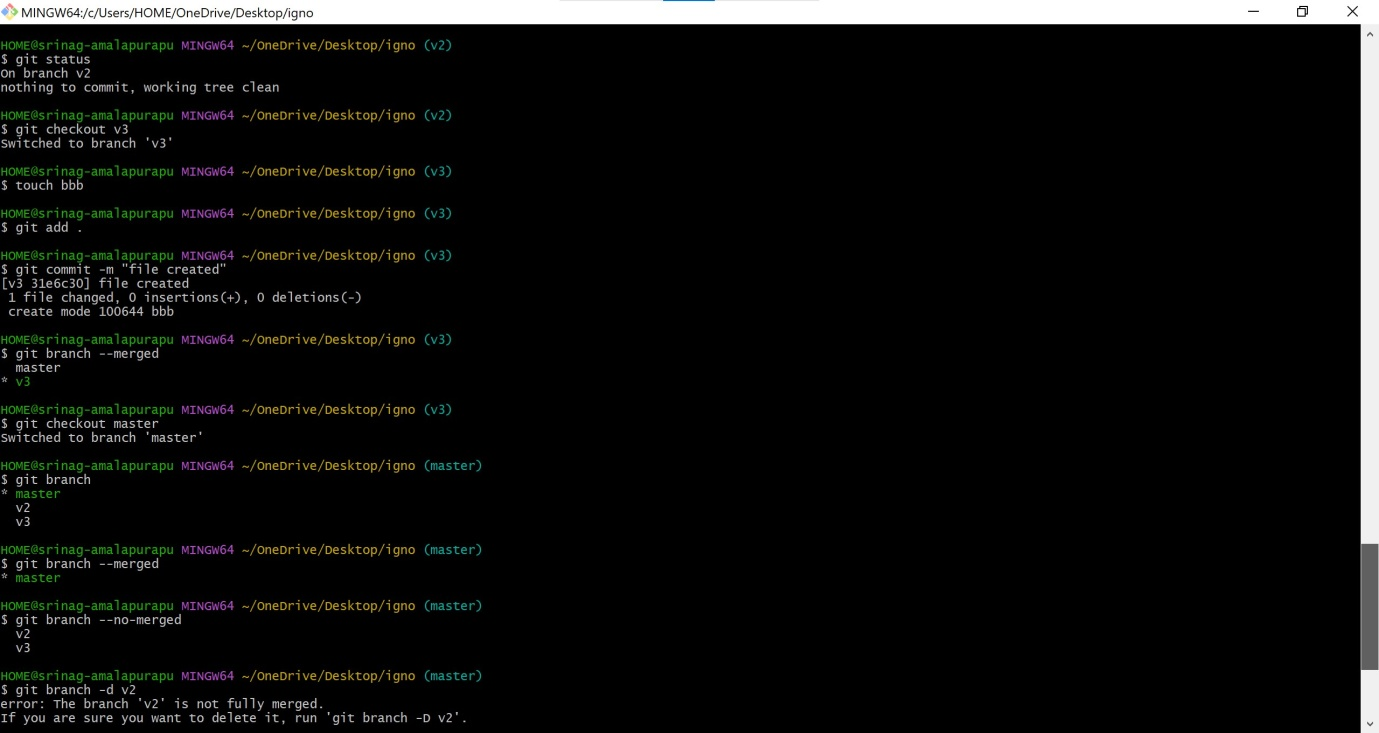 MINGW64:/c/Users/HOME/OneDrive/Desktop/igno
HOME@srinag-amalapurapu MINGW64 ~/OneDrive/Desktop/igno (v2)
$ git status
On branch v2
nothing to commit, working tree clean
HOME@srinag-amalapurapu MINGW64 ~/OneDrive/Desktop/igno (v2)
$ git checkout v3
Switched to branch 'v3'
HOME@srinag-amalapurapu MINGW64 ~/OneDrive/Desktop/igno (v3)
$ touch bbb
HOME@srinag-amalapurapu MINGW64 ~/OneDrive/Desktop/igno (v3)
$ git add .
HOME@srinag-amalapurapu MINGW64 ~/OneDrive/Desktop/igno (v3)
$ git commit -m "file created"
[v3 31e6c30] file created
 1 file changed, 0 insertions(+), 0 deletions(-)
 create mode 100644 bbb
HOME@srinag-amalapurapu MINGW64 ~/OneDrive/Desktop/igno (v3)
$ git branch --merged
  master
* v3
HOME@srinag-amalapurapu MINGW64 ~/OneDrive/Desktop/igno (v3)
$ git checkout master
Switched to branch 'master'
HOME@srinag-amalapurapu MINGW64 ~/OneDrive/Desktop/igno (master)
$ git branch
* master
  v2
  v3
HOME@srinag-amalapurapu MINGW64 ~/OneDrive/Desktop/igno (master)
$ git branch --merged
* master
HOME@srinag-amalapurapu MINGW64 ~/OneDrive/Desktop/igno (master)
$ git branch --no-merged
  v2
  v3
HOME@srinag-amalapurapu MINGW64 ~/OneDrive/Desktop/igno (master)
$ git branch -d v2
error: The branch 'v2' is not fully merged.
If you are sure you want to delete it, run 'git branch -D v2'.